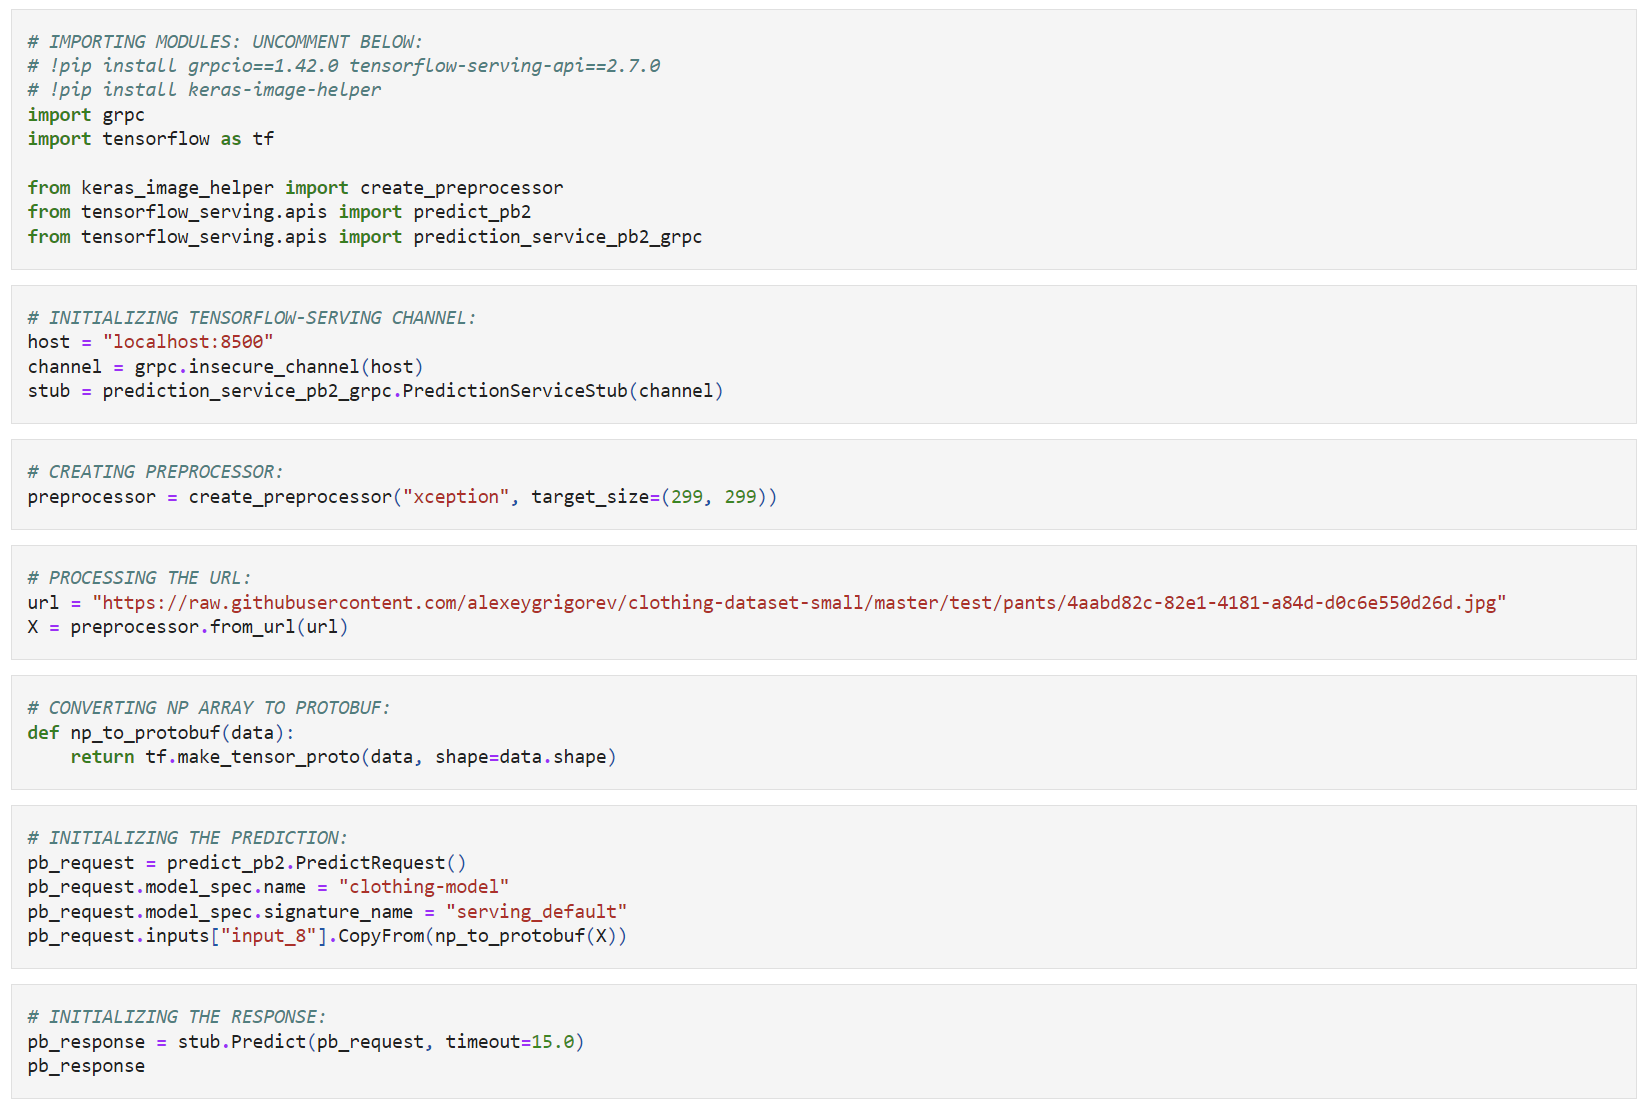 # IMPORTING MODULES: UNCOMMENT BELOW:
# !pip install grpcio==1.42.0 tensorflow-serving-api==2.7.0
# !pip install keras-image-helper
import grpc
import tensorflow as tf
from keras_image_helper import create_preprocessor
from tensorflow_serving.apis import predict_pb2
from tensorflow_serving.apis import prediction_service_pb2_grpc
# INITIALIZING TENSORFLOW-SERVING CHANNEL:
host = "localhost:8500"
channel = grpc.insecure_channel(host)
stub = prediction_service_pb2_grpc.PredictionServiceStub(channel)
# CREATING PREPROCESSOR:
preprocessor = create_preprocessor("xception", target_size=(299, 299))
# PROCESSING THE URL:
url = "https://raw.githubusercontent.com/alexeygrigorev/clothing-dataset-small/master/test/pants/4aabd82c-82e1-4181-a84d-d0c6e550d26d.jpg"
X = preprocessor.from_url(url)
# CONVERTING NP ARRAY TO PROTOBUF:
def np_to_protobuf(data):
    return tf.make_tensor_proto(data, shape=data.shape)
# INITIALIZING THE PREDICTION:
pb_request = predict_pb2.PredictRequest()
pb_request.model_spec.name = "clothing-model"
pb_request.model_spec.signature_name = "serving_default"
pb_request.inputs["input_8"].CopyFrom(np_to_protobuf(X))
# INITIALIZING THE RESPONSE:
pb_response = stub.Predict(pb_request, timeout=15.0)
pb_response